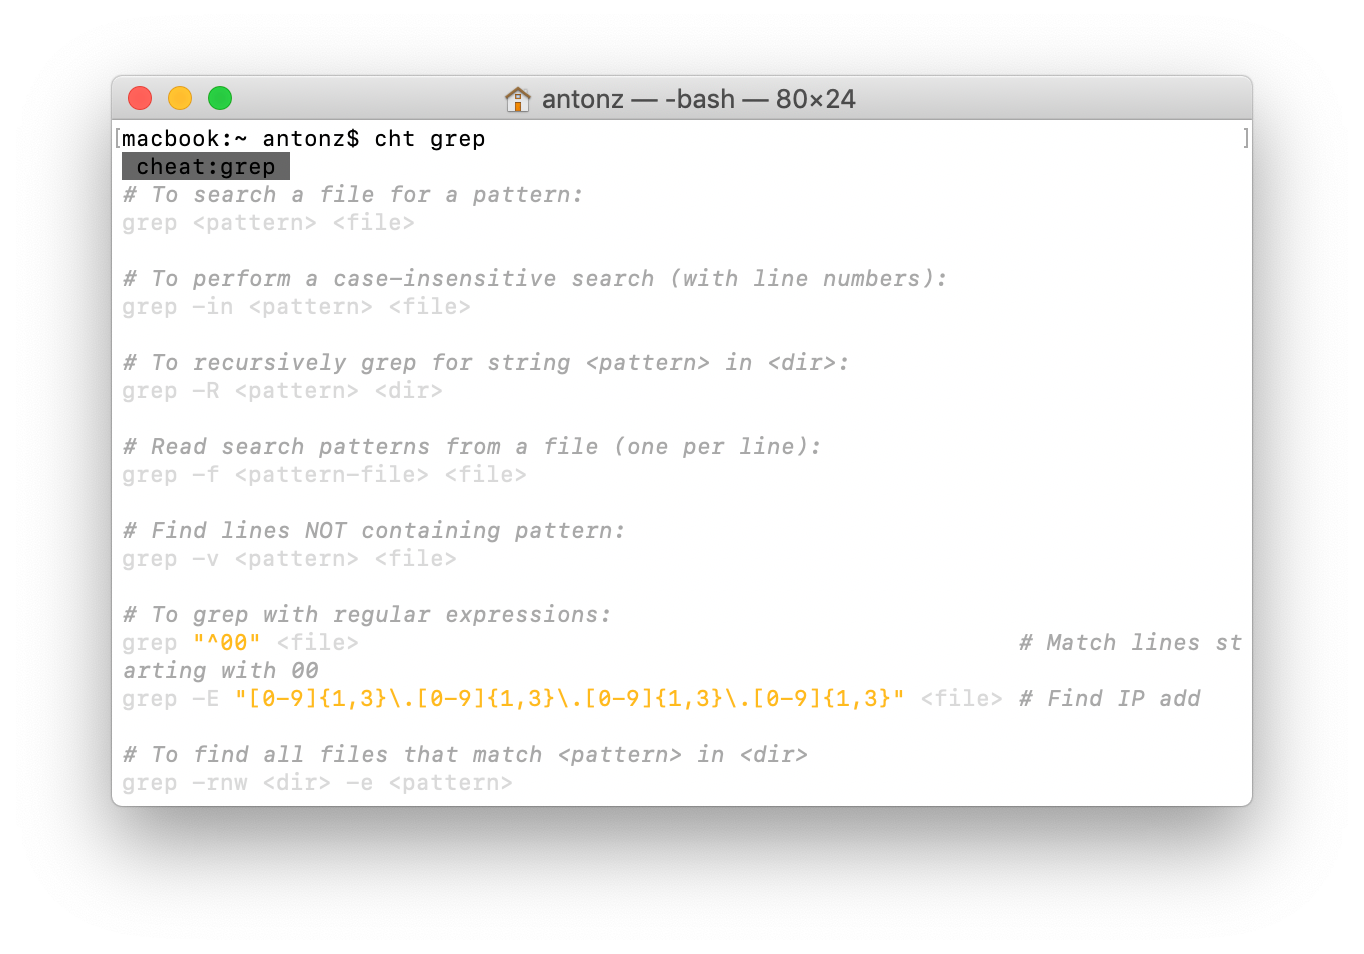 antonz — -bash — 80×24
[macbook:~ antonz$ cht grep ]
cheat:grep
# To search a file for a pattern:
grep <pattern> <file>
# To perform a case-insensitive search (with line numbers):
grep -in <pattern> <file>
# To recursively grep for string <pattern> in <dir>:
grep -R <pattern> <dir>
# Read search patterns from a file (one per line):
grep -f <pattern-file> <file>
# Find lines NOT containing pattern:
grep -v <pattern> <file>
# To grep with regular expressions:
grep "^00" <file> # Match lines st
arting with 00
grep -E "[0-9]{1,3}\.[0-9]{1,3}\.[0-9]{1,3}\.[0-9]{1,3}" <file> # Find IP add
# To find all files that match <pattern> in <dir>
grep -rnw <dir> -e <pattern>